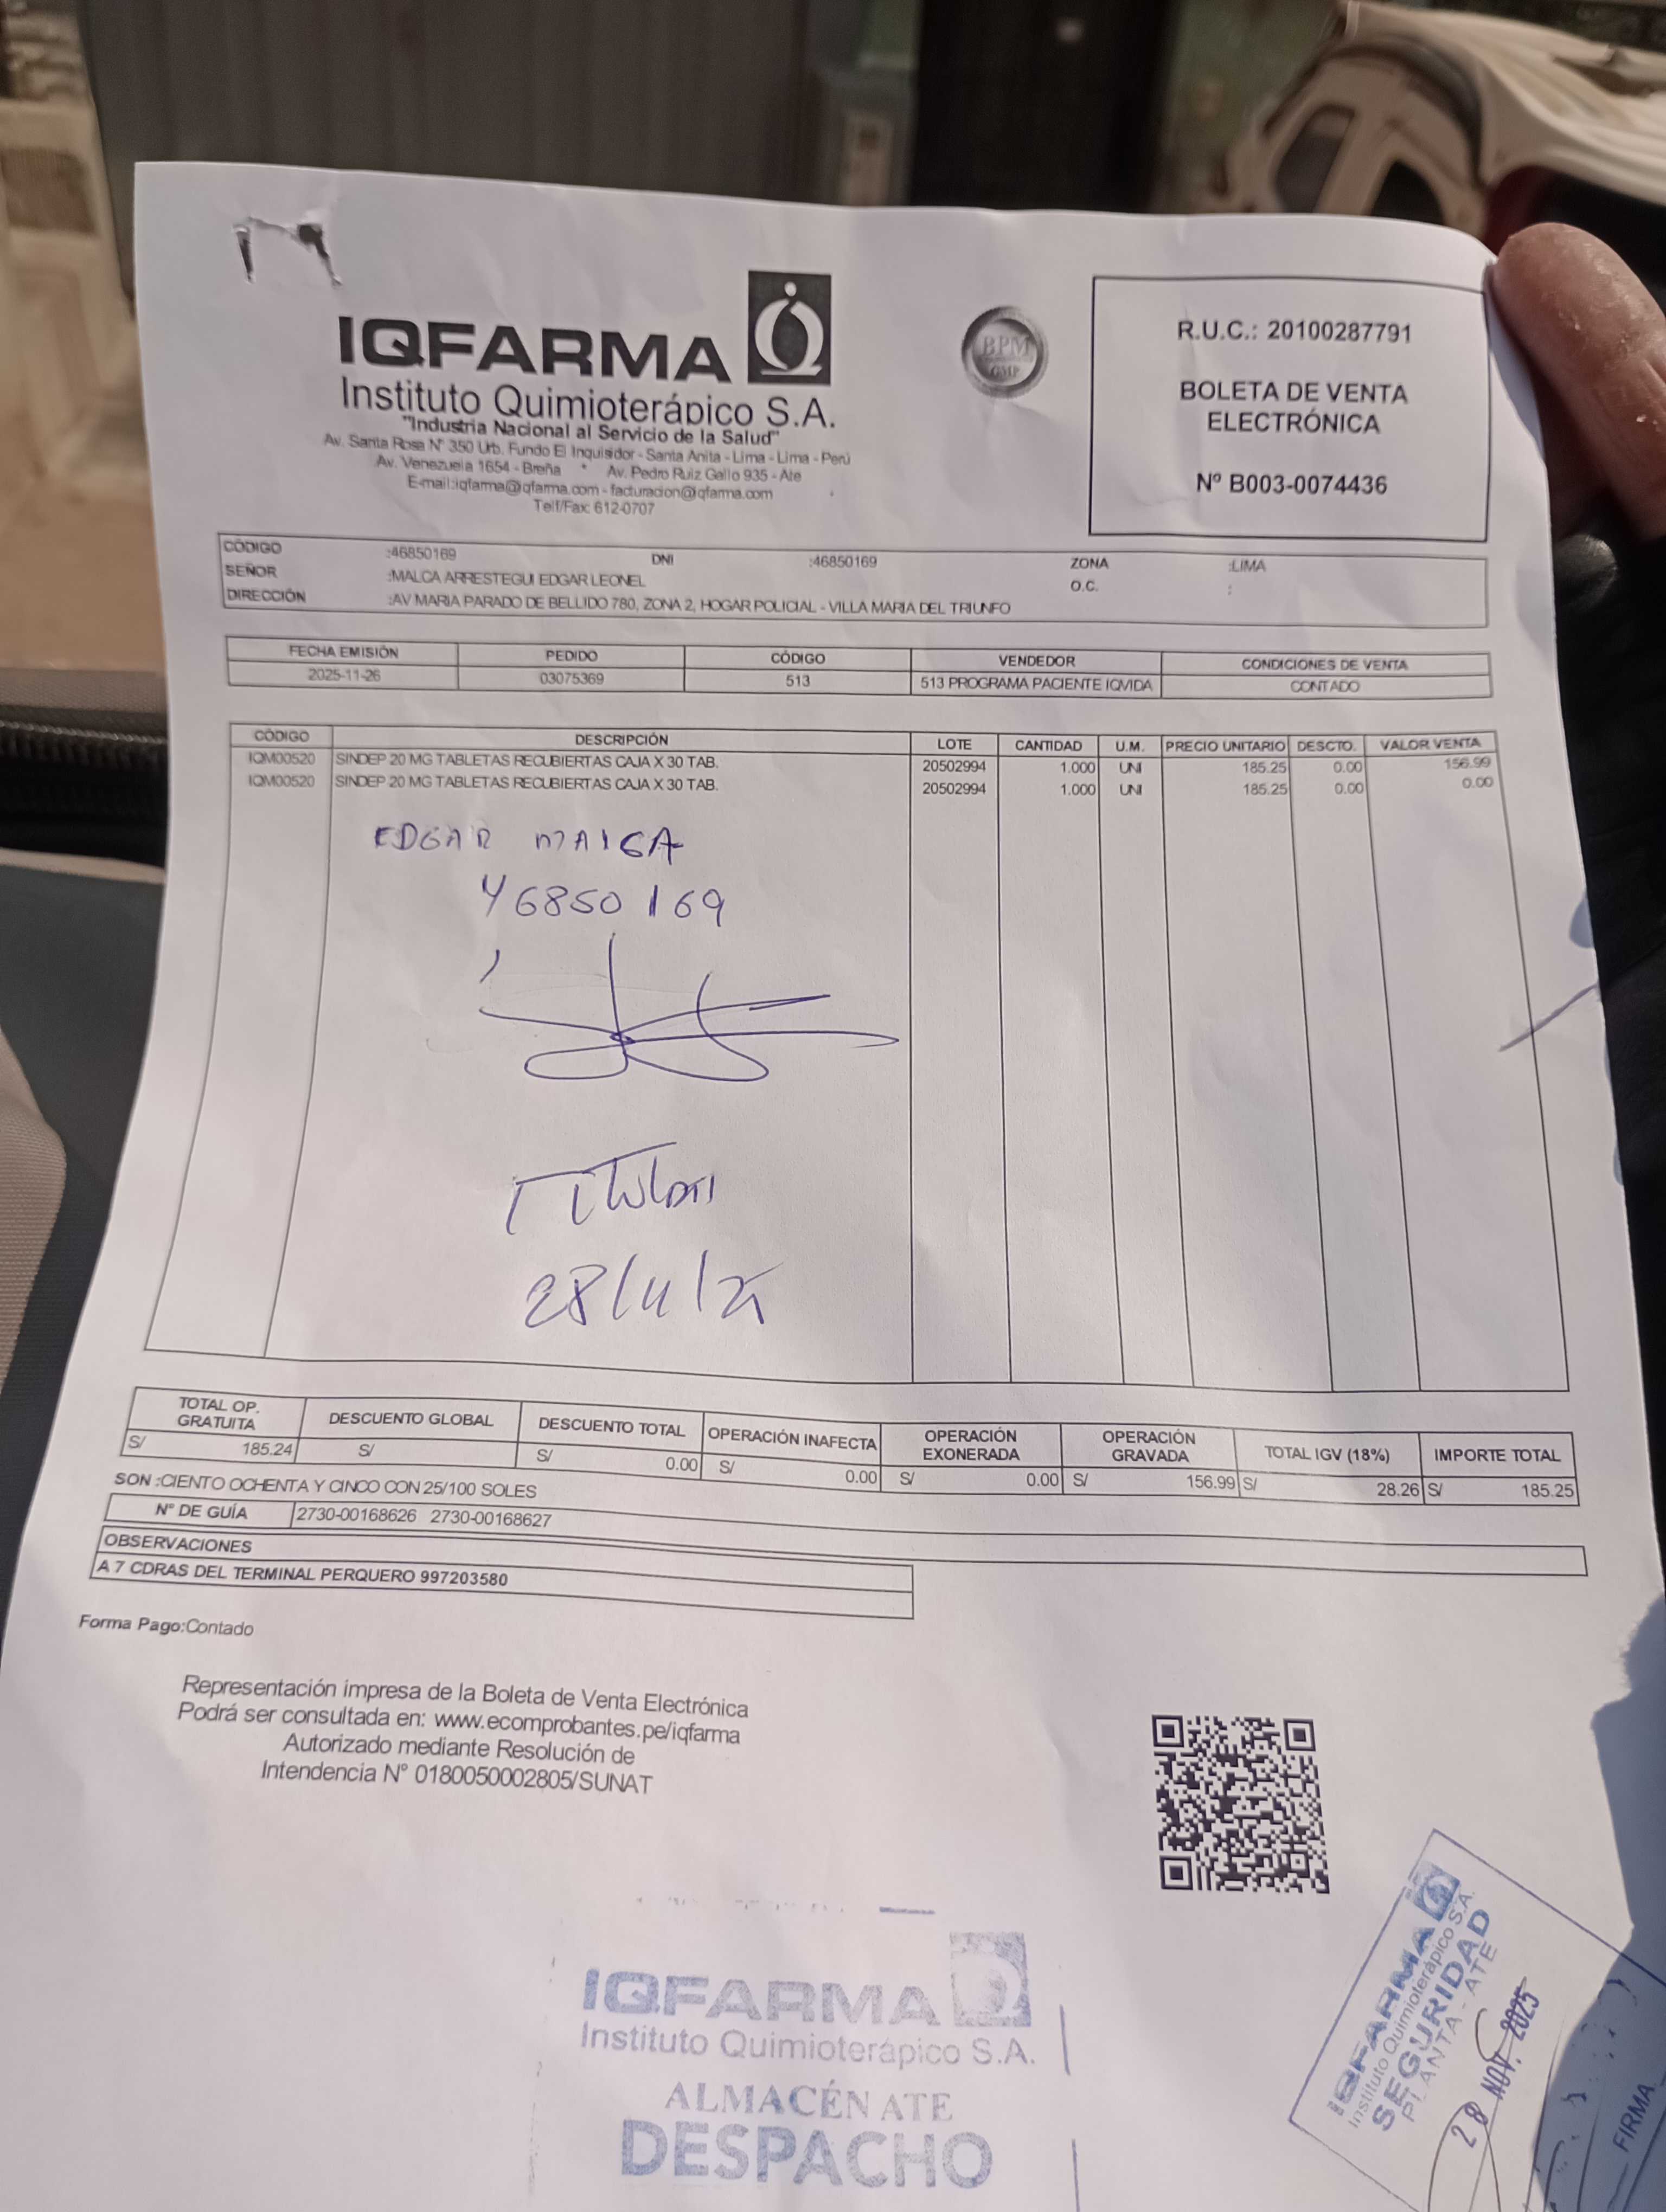 IQFARMA
Instituto Quimioterápico S.A.
"Industria Nacional al Servicio de la Salud"
Av. Santa Rosa N° 350 Urb. Fundo El Inquisidor - Santa Anita - Lima - Lima - Perú
Av. Venezuela 1654 - Breña * Av. Pedro Ruiz Gallo 935 - Ate
E-mail:iqfarma@iqfarma.com - facturacion@iqfarma.com
Telf/Fax: 612-0707
BPM
GMP
R.U.C.: 20100287791
BOLETA DE VENTA
ELECTRÓNICA
Nº B003-0074436
CÓDIGO :46850169 DNI :46850169 ZONA :LIMA
SEÑOR :MALCA ARRESTEGUI EDGAR LEONEL O.C. :
DIRECCIÓN :AV MARIA PARADO DE BELLIDO 780, ZONA 2, HOGAR POLICIAL - VILLA MARIA DEL TRIUNFO
FECHA EMISIÓN PEDIDO CÓDIGO VENDEDOR CONDICIONES DE VENTA
2025-11-26 03075369 513 513 PROGRAMA PACIENTE IQVIDA CONTADO
CÓDIGO DESCRIPCIÓN LOTE CANTIDAD U.M. PRECIO UNITARIO DESCTO. VALOR VENTA
IQM00520 SINDEP 20 MG TABLETAS RECUBIERTAS CAJA X 30 TAB. 20502994 1.000 UNI 185.25 0.00 156.99
IQM00520 SINDEP 20 MG TABLETAS RECUBIERTAS CAJA X 30 TAB. 20502994 1.000 UNI 185.25 0.00 0.00
EDGAR MALCA
46850169
Titular
28/11/25
TOTAL OP. GRATUITA DESCUENTO GLOBAL DESCUENTO TOTAL OPERACIÓN INAFECTA OPERACIÓN EXONERADA OPERACIÓN GRAVADA TOTAL IGV (18%) IMPORTE TOTAL
S/ 185.24 S/ S/ 0.00 S/ 0.00 S/ 0.00 S/ 156.99 S/ 28.26 S/ 185.25
SON :CIENTO OCHENTA Y CINCO CON 25/100 SOLES
N° DE GUÍA 2730-00168626 2730-00168627
OBSERVACIONES
A 7 CDRAS DEL TERMINAL PERQUERO 997203580
Forma Pago:Contado
Representación impresa de la Boleta de Venta Electrónica
Podrá ser consultada en: www.ecomprobantes.pe/iqfarma
Autorizado mediante Resolución de
Intendencia N° 0180050002805/SUNAT
IQFARMA
Instituto Quimioterápico S.A.
ALMACÉN ATE
DESPACHO
IQFARMA
Instituto Quimioterápico S.A.
SEGURIDAD
PLANTA - ATE
28 NOV. 2025
FIRMA